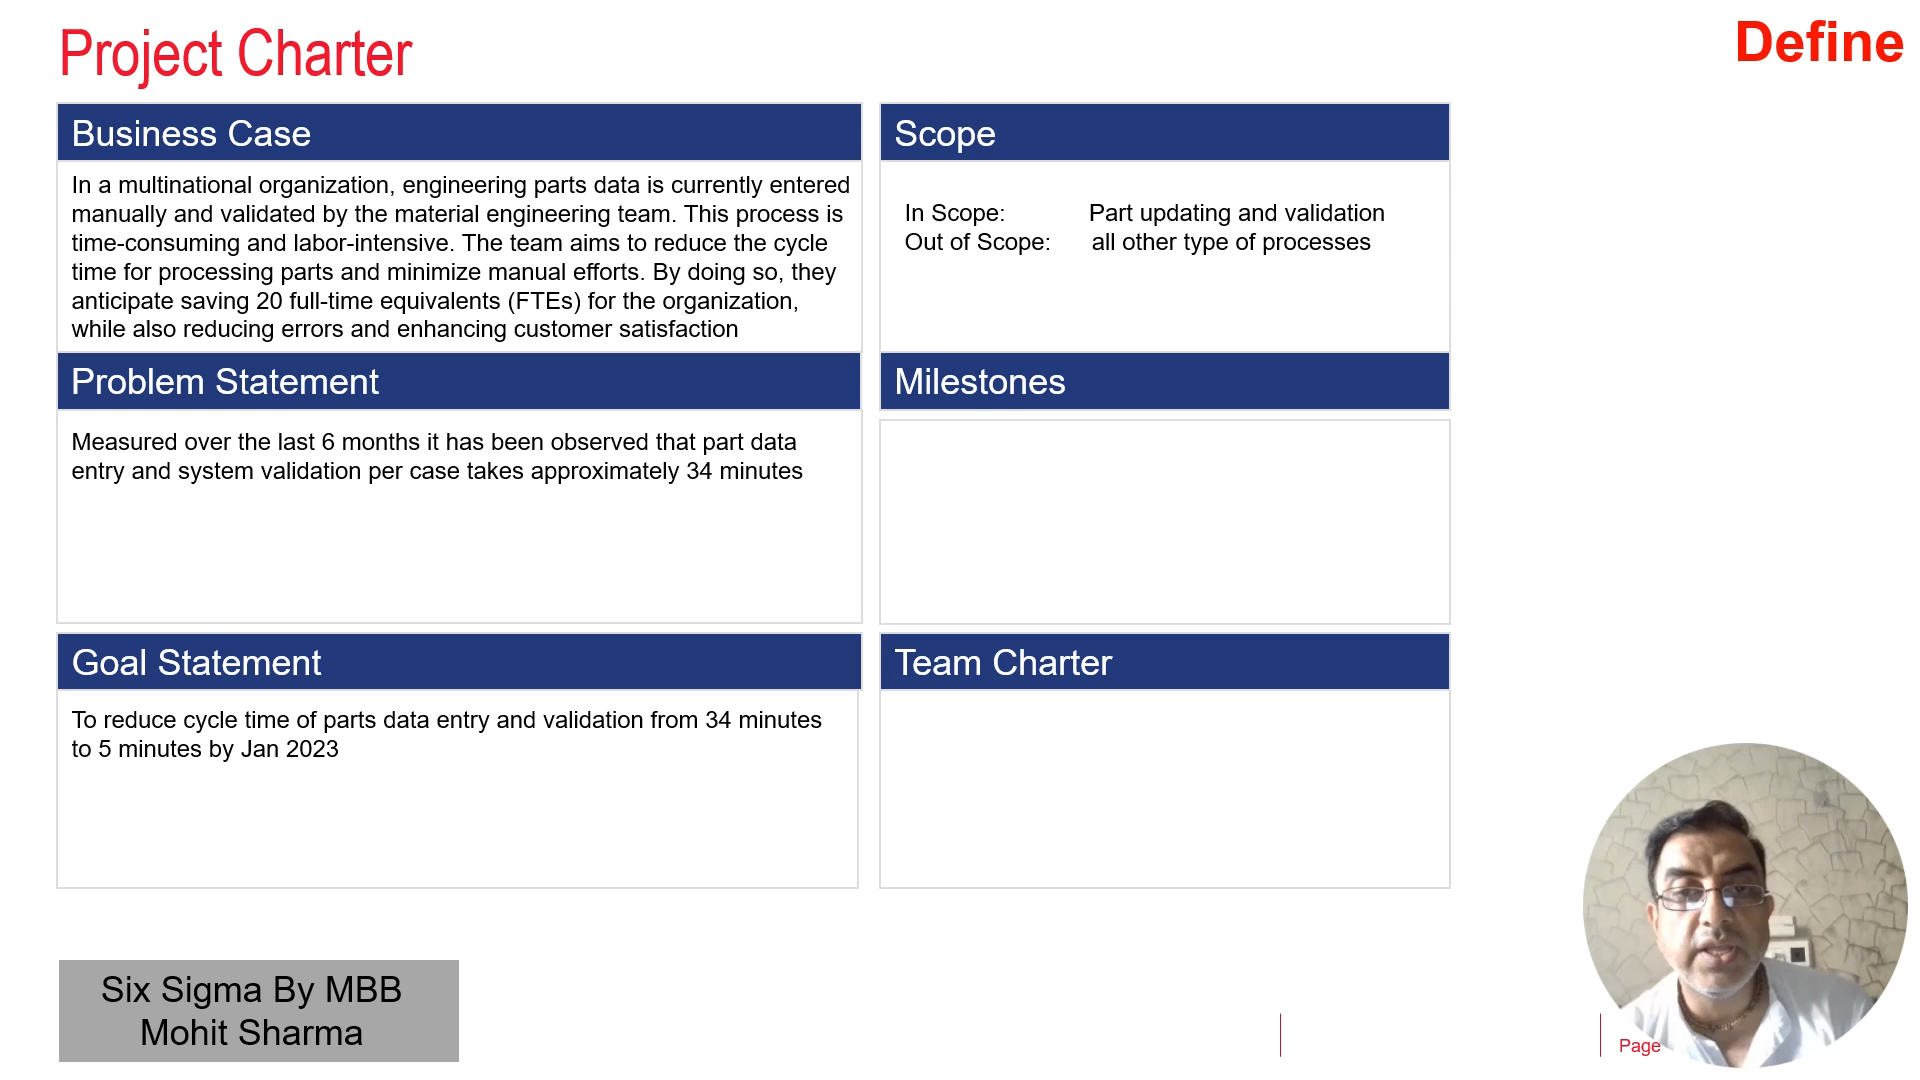 Project Charter
Define
Business Case
In a multinational organization, engineering parts data is currently entered
manually and validated by the material engineering team. This process is
time-consuming and labor-intensive. The team aims to reduce the cycle
time for processing parts and minimize manual efforts. By doing so, they
anticipate saving 20 full-time equivalents (FTEs) for the organization,
while also reducing errors and enhancing customer satisfaction
Scope
In Scope: Part updating and validation
Out of Scope: all other type of processes
Problem Statement
Measured over the last 6 months it has been observed that part data
entry and system validation per case takes approximately 34 minutes
Milestones
Goal Statement
To reduce cycle time of parts data entry and validation from 34 minutes
to 5 minutes by Jan 2023
Team Charter
Six Sigma By MBB
Mohit Sharma
Page